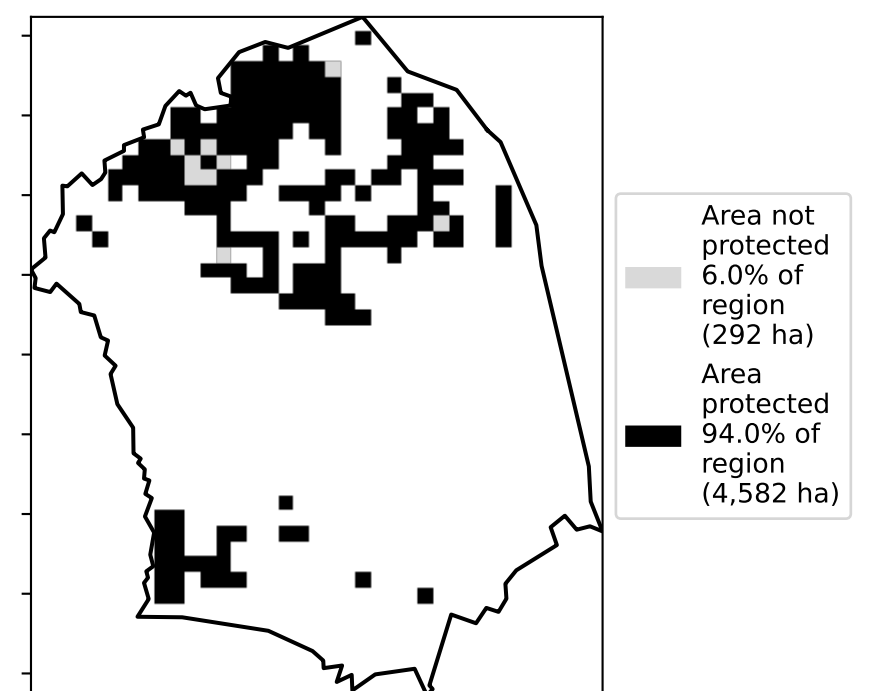 Area not
protected
6.0% of
region
(292 ha)
Area
protected
94.0% of
region
(4,582 ha)